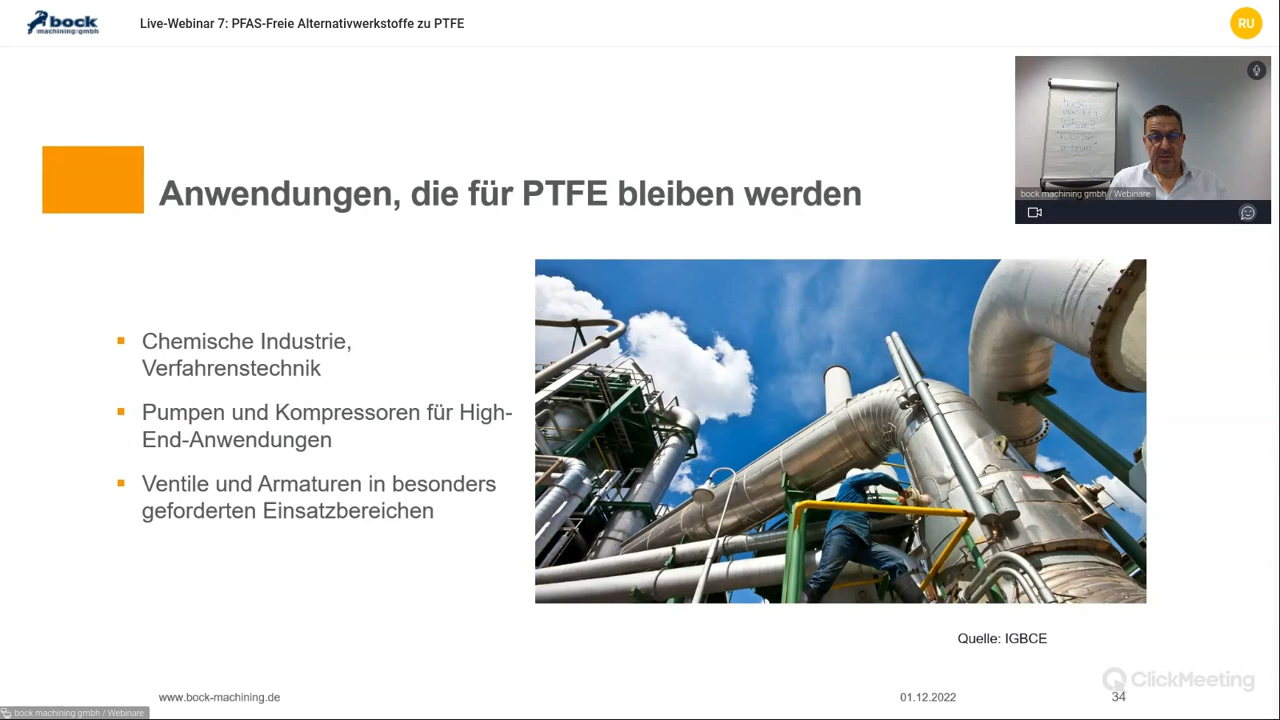 bock
machining gmbh
Live-Webinar 7: PFAS-Freie Alternativwerkstoffe zu PTFE
RU
bock machining gmbh / Webinare
Anwendungen, die für PTFE bleiben werden
Chemische Industrie,
Verfahrenstechnik
Pumpen und Kompressoren für High-
End-Anwendungen
Ventile und Armaturen in besonders
geforderten Einsatzbereichen
Quelle: IGBCE
ClickMeeting
www.bock-machining.de
01.12.2022
34
bock machining gmbh / Webinare